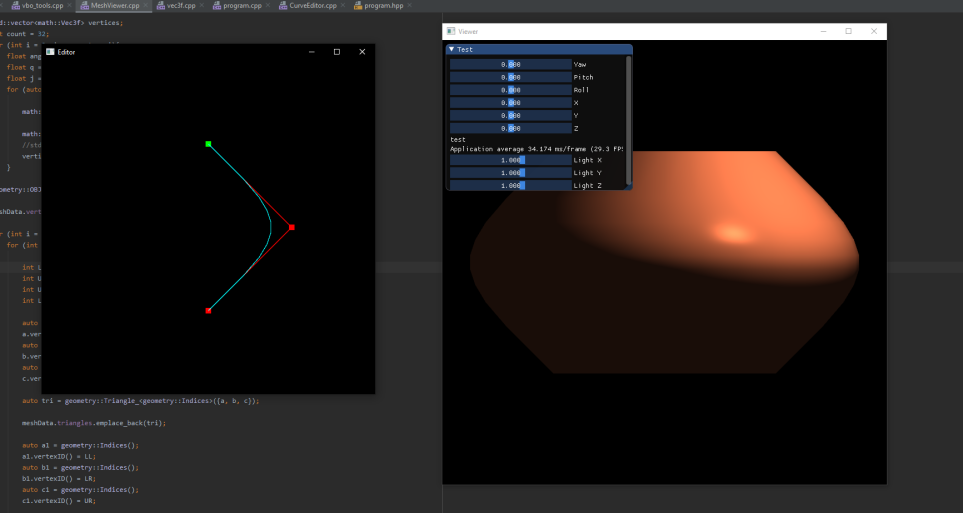 vbo_tools.cpp × MeshViewer.cpp × vec3f.cpp × program.cpp × CurveEditor.cpp × program.hpp ×
d::vector<math::Vec3f> vertices;
t count = 32;
r (int i =
float ang
float q =
float j =
for (auto
math:
math:
//std
verti
}
eometry::OBJ
shData.vert
r (int i =
for (int
int L
int U
int U
int L
auto
a.ver
auto
b.ver
auto
c.ver
auto tri = geometry::Triangle_<geometry::Indices>({a, b, c});
meshData.triangles.emplace_back(tri);
auto a1 = geometry::Indices();
a1.vertexID() = LL;
auto b1 = geometry::Indices();
b1.vertexID() = LR;
auto c1 = geometry::Indices();
c1.vertexID() = UR;
Editor
Viewer
Test
0.000 Yaw
0.000 Pitch
0.000 Roll
0.000 X
0.000 Y
0.000 Z
test
Application average 34.174 ms/frame (29.3 FPS
1.000 Light X
1.000 Light Y
1.000 Light Z